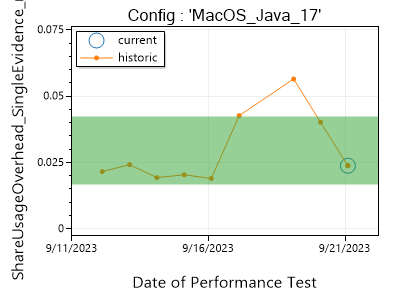 Config : 'MacOS_Java_17'
current
historic
0.075
0.05
0.025
0
ShareUsageOverhead_SingleEvidence_
9/11/2023
9/16/2023
9/21/2023
Date of Performance Test